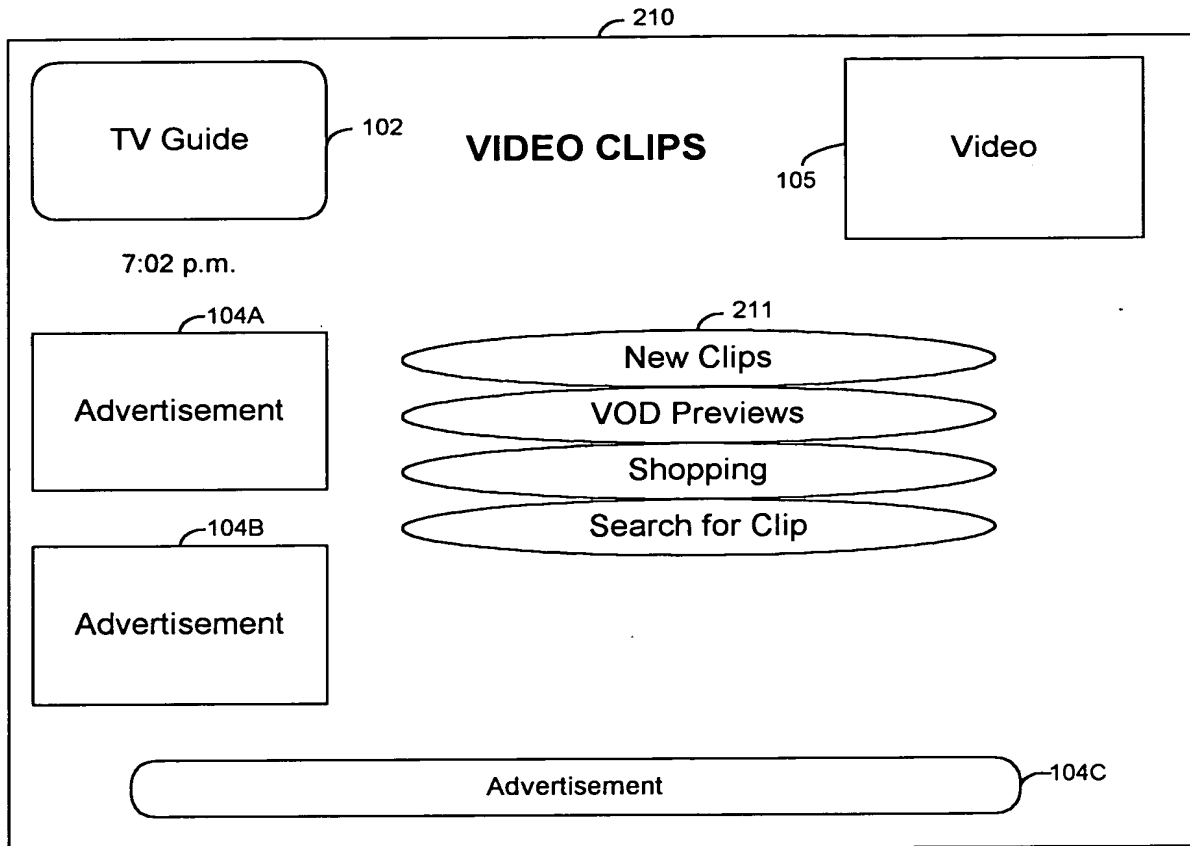 210
TV Guide
102
VIDEO CLIPS
Video
105
7:02 p.m.
104A
Advertisement
211
New Clips
VOD Previews
Shopping
Search for Clip
104B
Advertisement
Advertisement
104C